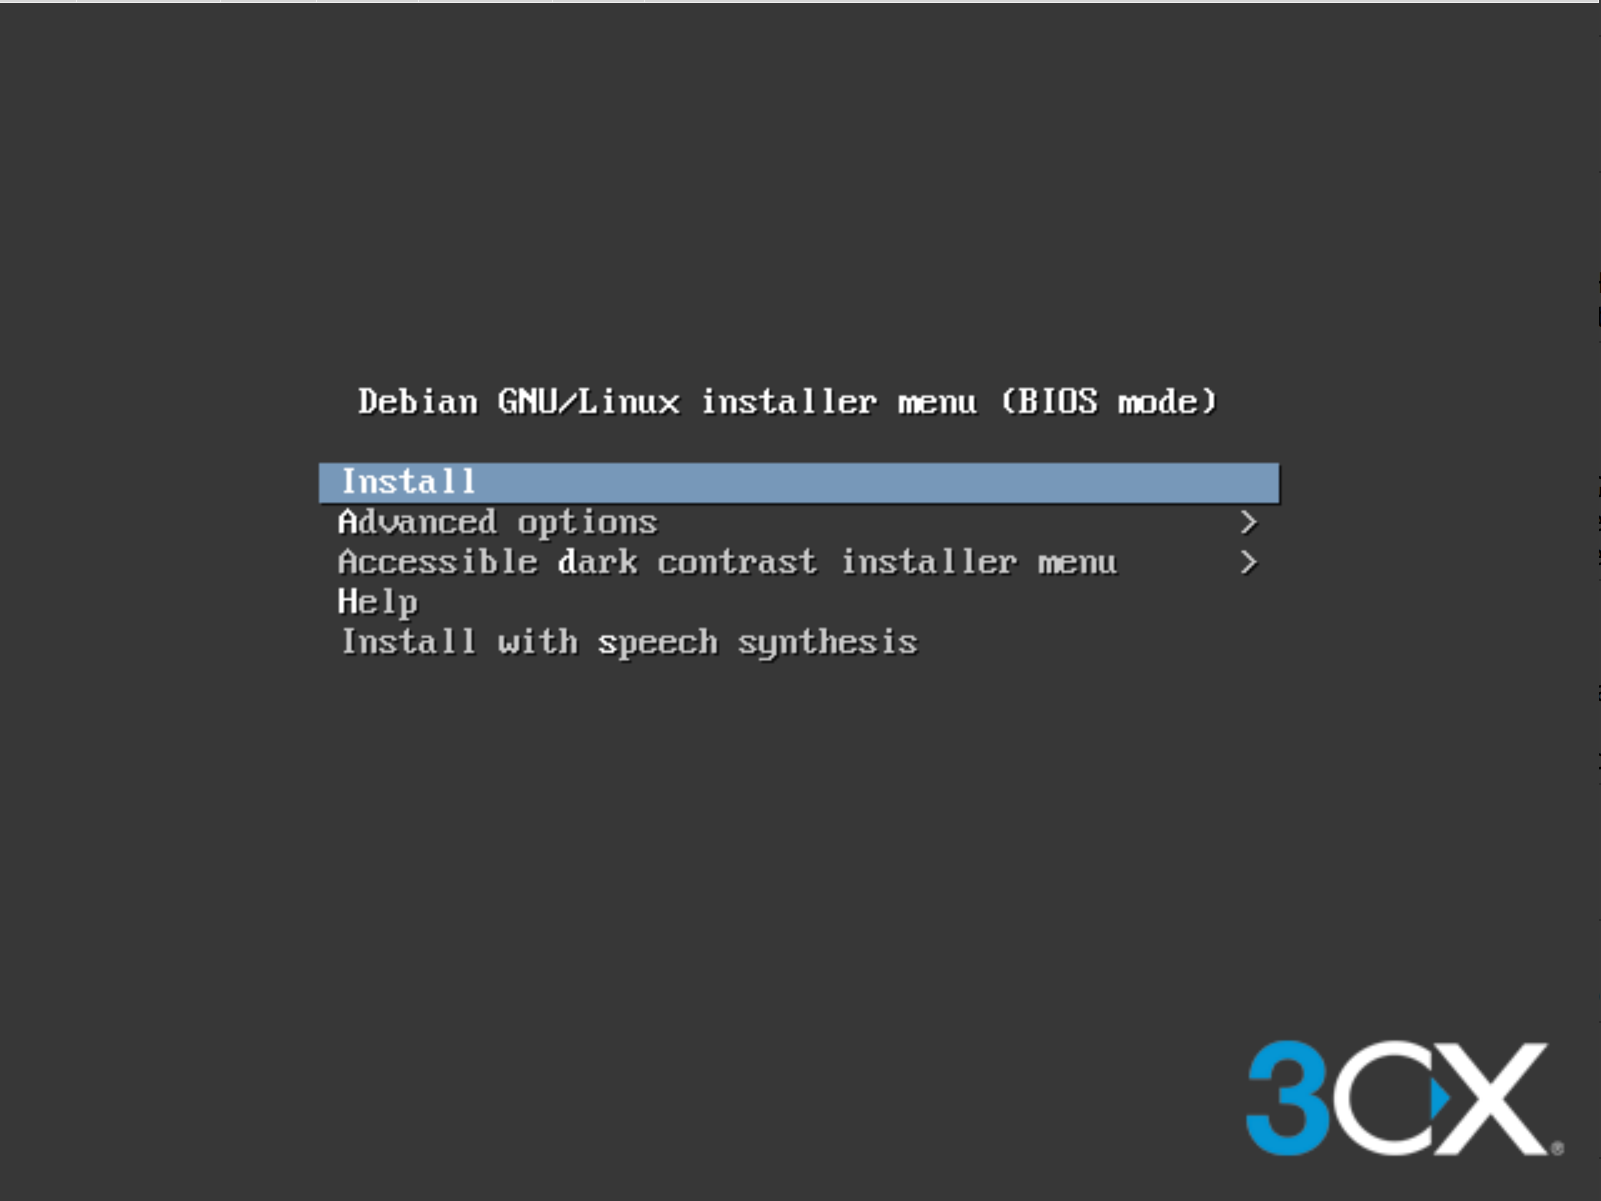 Debian GNU/Linux installer menu (BIOS mode)
Install
Advanced options >
Accessible dark contrast installer menu >
Help
Install with speech synthesis
3CX®